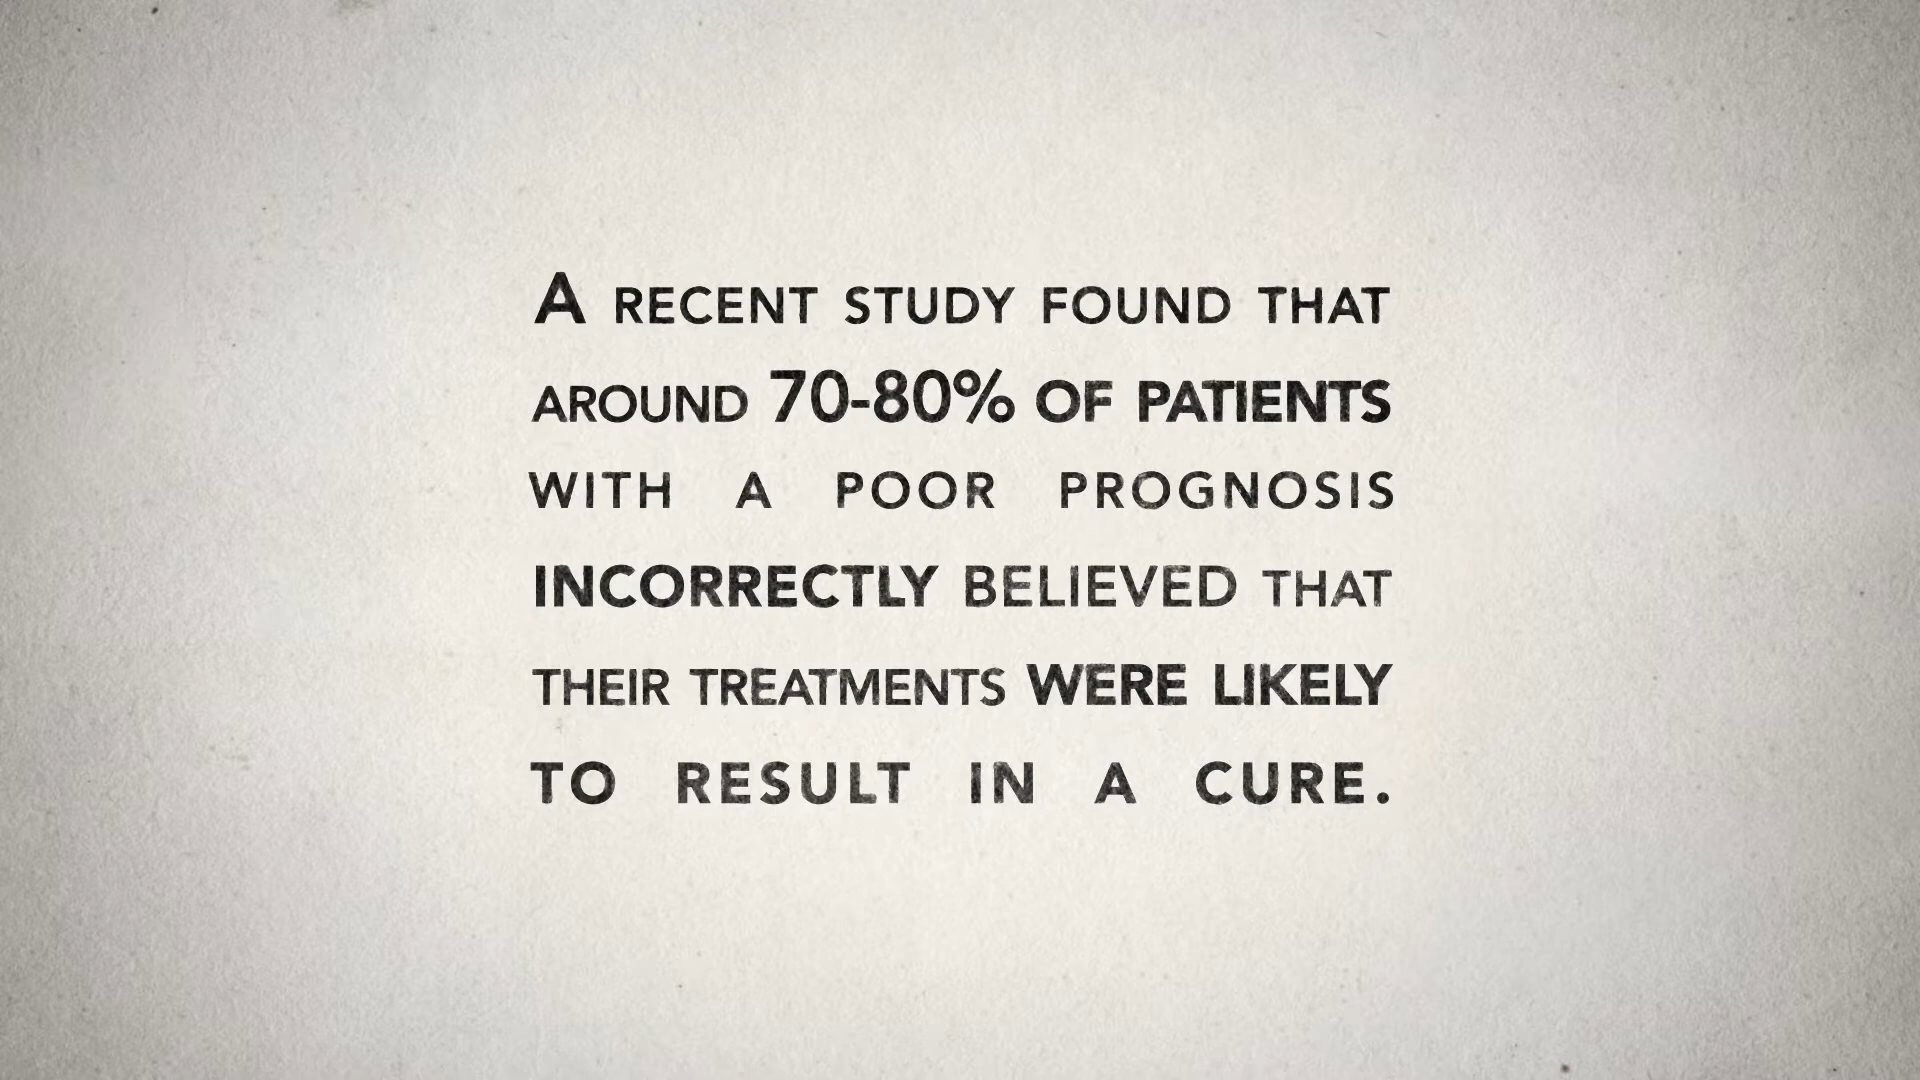 A RECENT STUDY FOUND THAT
AROUND 70-80% OF PATIENTS
WITH A POOR PROGNOSIS
INCORRECTLY BELIEVED THAT
THEIR TREATMENTS WERE LIKELY
TO RESULT IN A CURE.